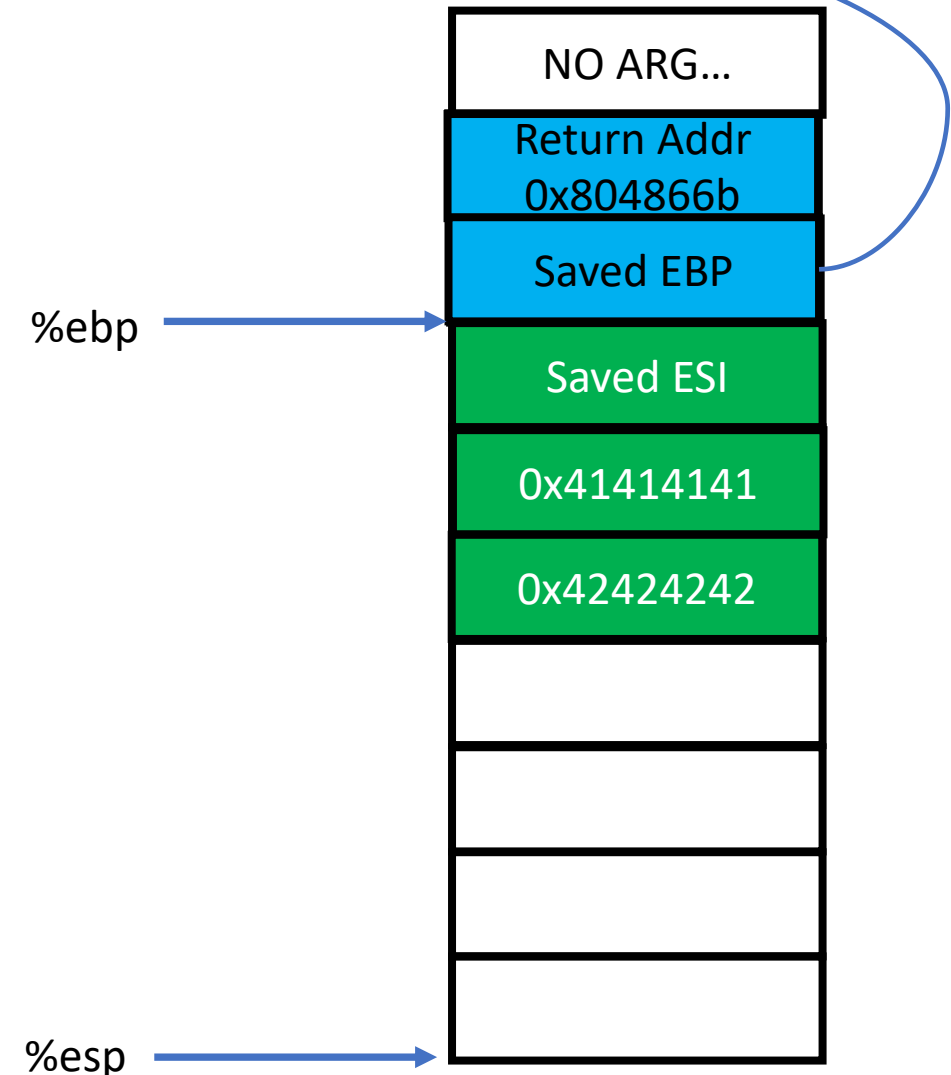 NO ARG…
Return Addr
0x804866b
Saved EBP
%ebp
Saved ESI
0x41414141
0x42424242
%esp